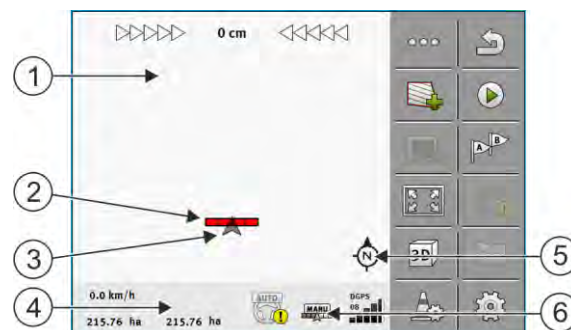 0 cm
1
A B
2
3
N
5
3D
4
0.0 km/h
AUTO
MANU
DGPS
08
6
215.76 ha 215.76 ha